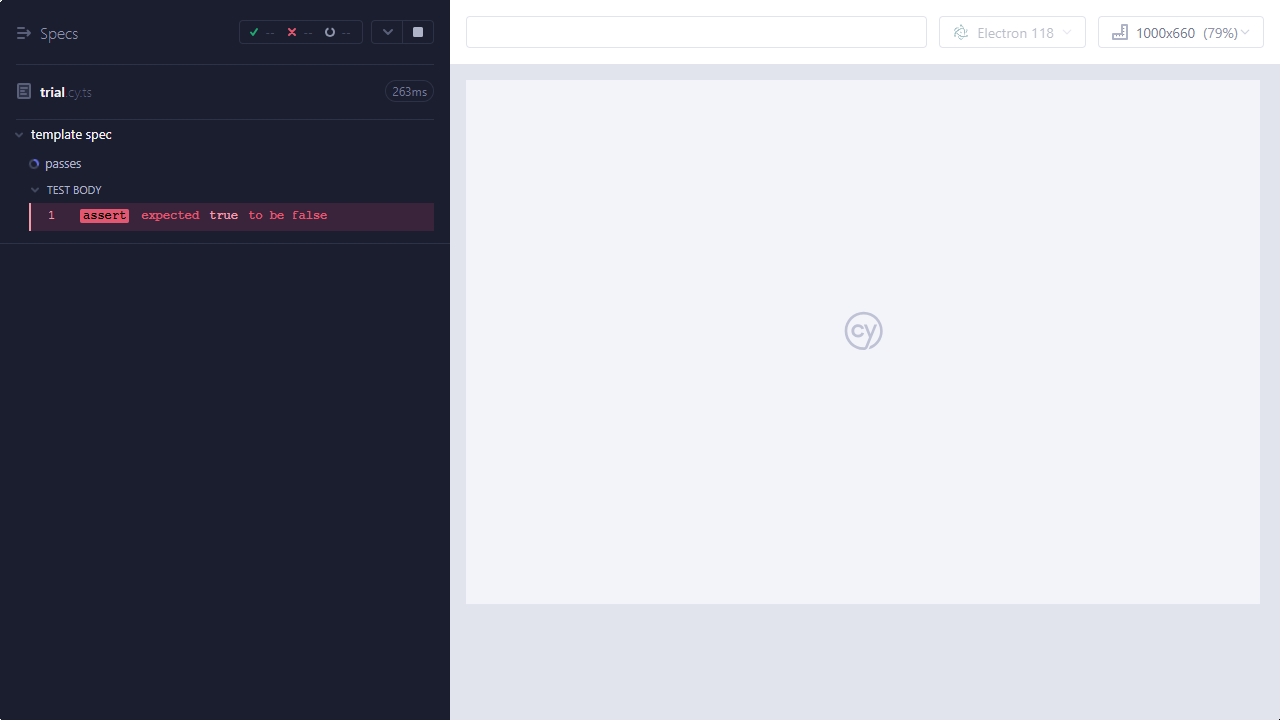 Specs
--
--
--
Electron 118
1000x660 (79%)
trial.cy.ts
263ms
template spec
passes
TEST BODY
1 assert expected true to be false
cy